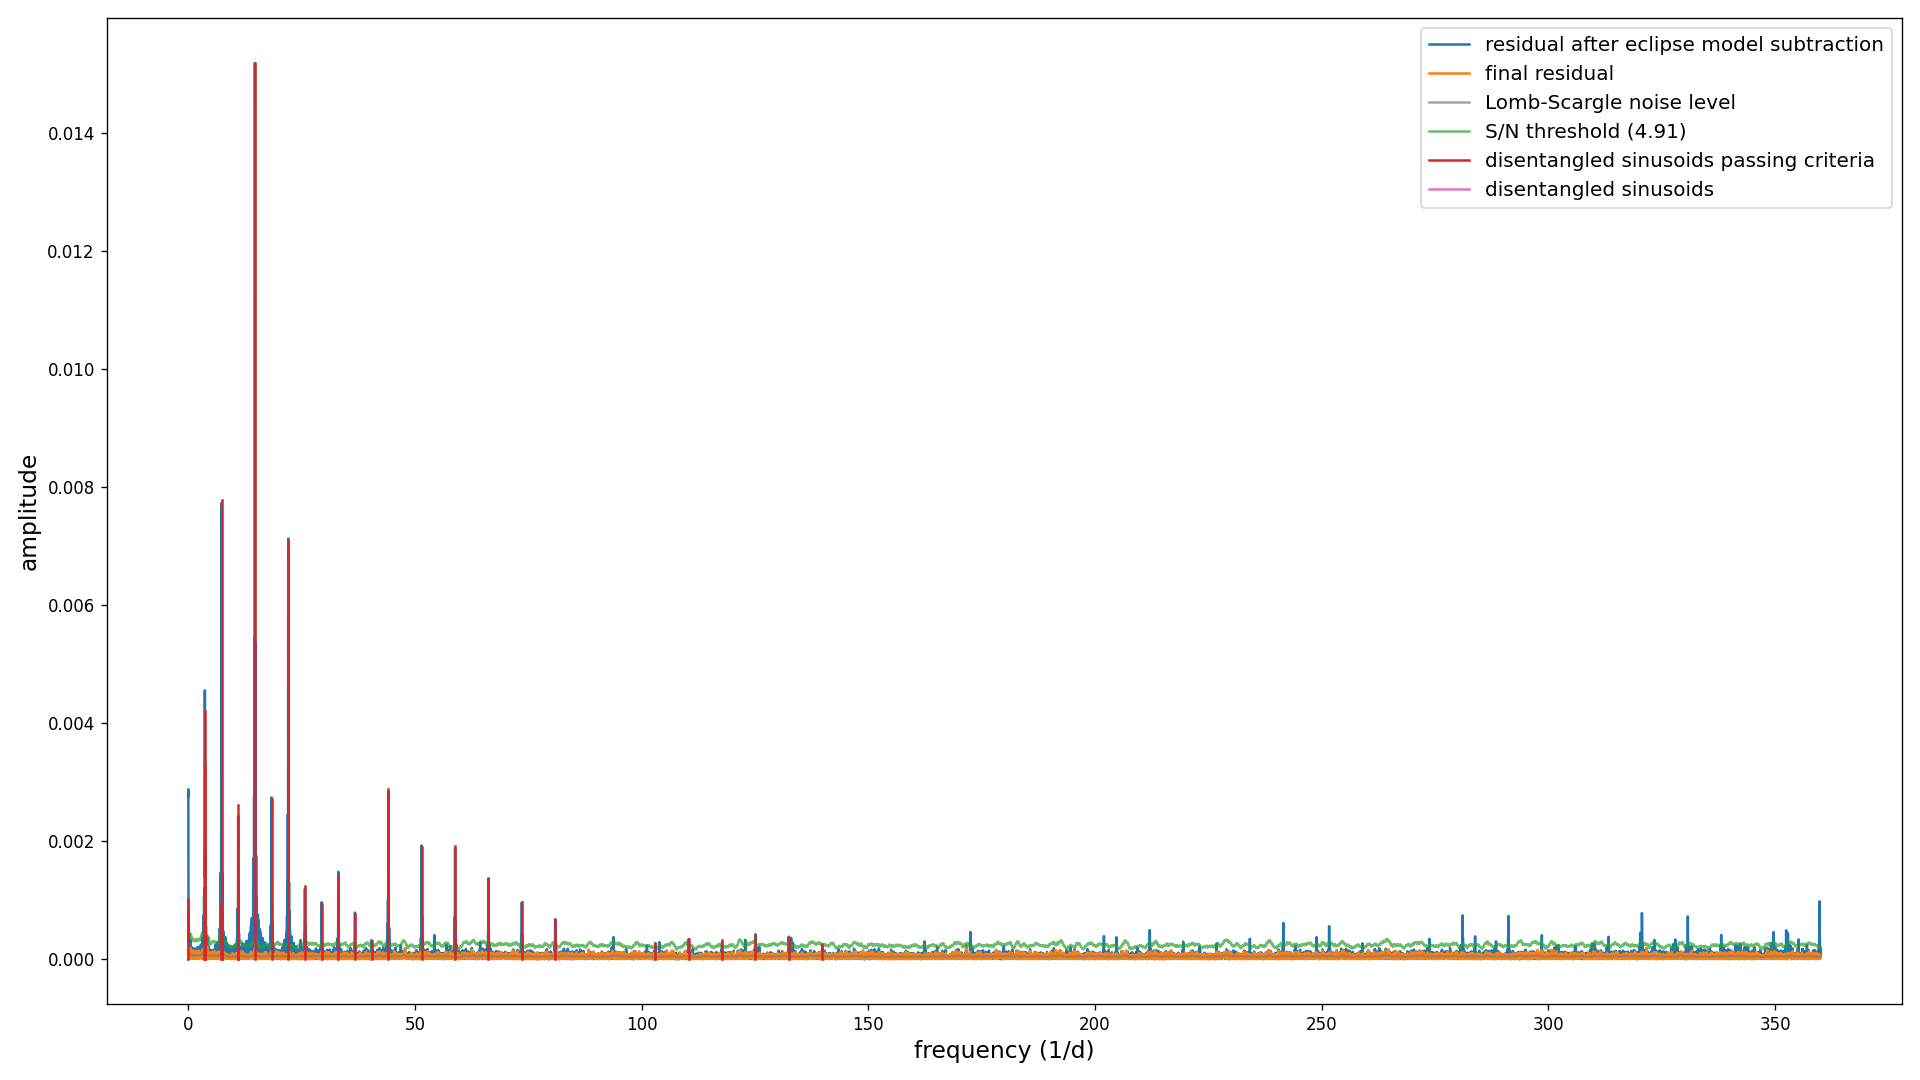 residual after eclipse model subtraction
final residual
Lomb-Scargle noise level
S/N threshold (4.91)
disentangled sinusoids passing criteria
disentangled sinusoids
0.014
0.012
0.010
0.008
0.006
0.004
0.002
0.000
amplitude
0 50 100 150 200 250 300 350
frequency (1/d)